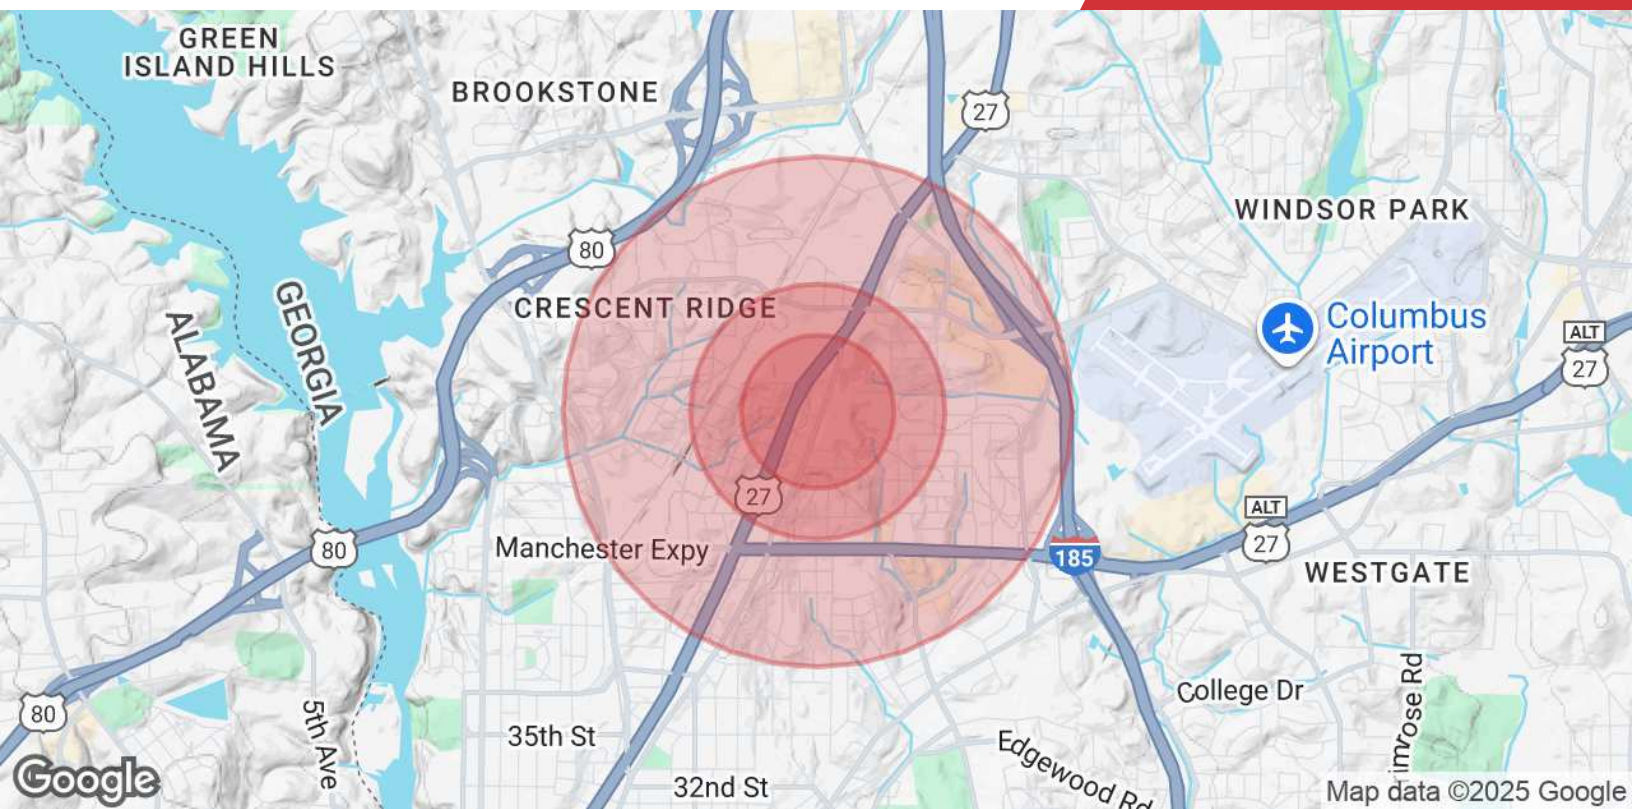 GREEN
ISLAND HILLS
BROOKSTONE
27
WINDSOR PARK
80
CRESCENT RIDGE
GEORGIA
ALABAMA
Columbus
Airport
ALT
27
27
ALT
27
Manchester Expy
80
185
WESTGATE
College Dr
80
5th Ave
35th St
Edgewood Rd
32nd St
imrose Rd
Google
Map data ©2025 Google